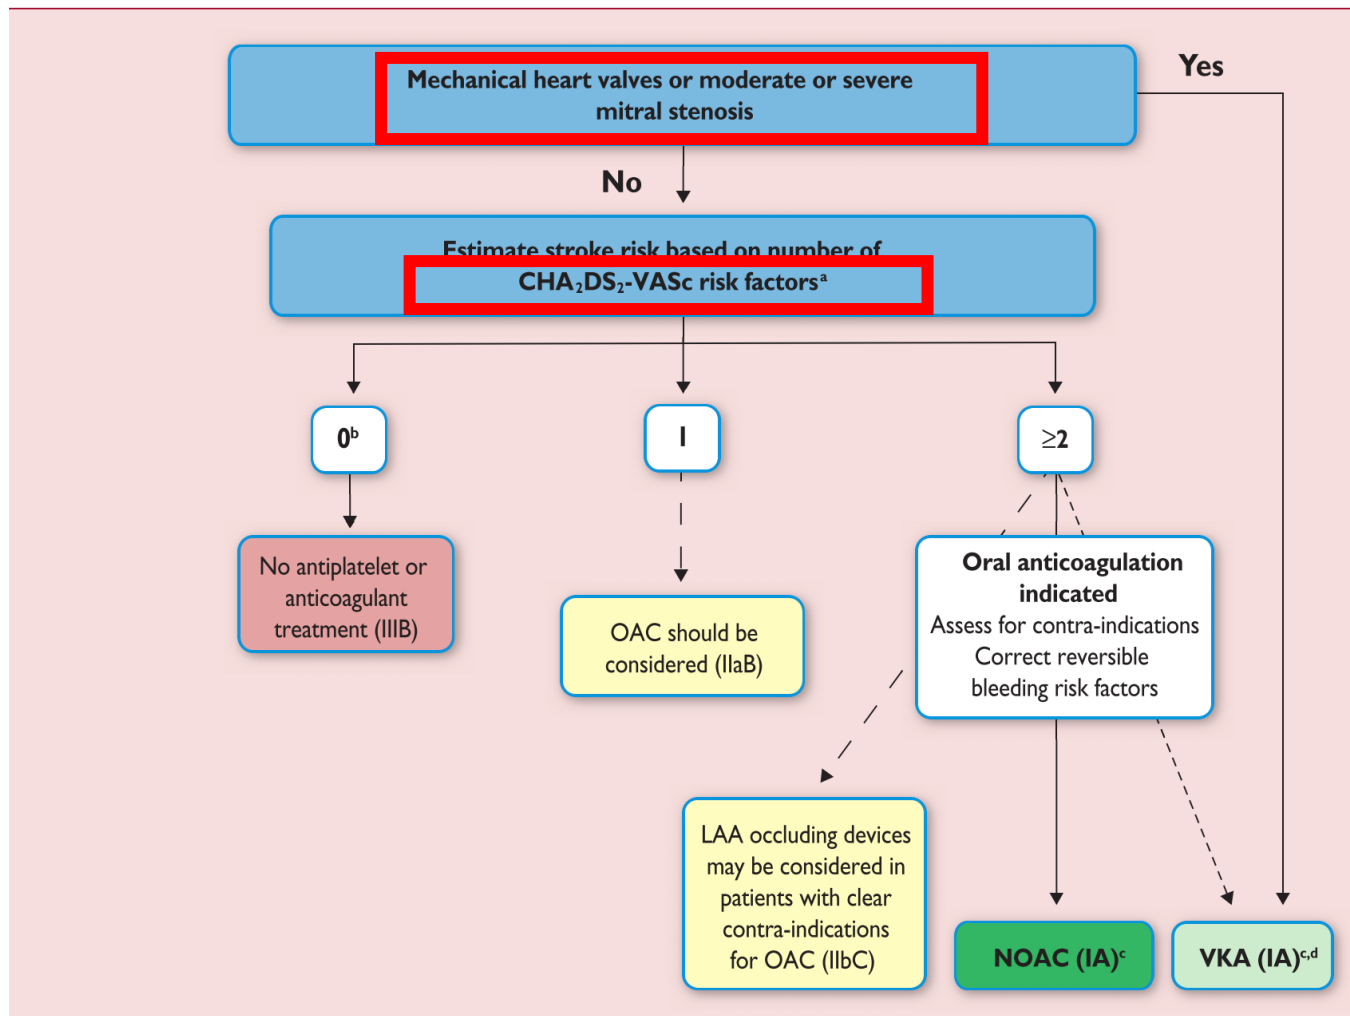 Mechanical heart valves or moderate or severe
mitral stenosis
Yes
No
Estimate stroke risk based on number of
CHA₂DS₂-VASc risk factorsᵃ
0ᵇ
1
≥2
No antiplatelet or
anticoagulant
treatment (IIIB)
OAC should be
considered (IIaB)
Oral anticoagulation
indicated
Assess for contra-indications
Correct reversible
bleeding risk factors
LAA occluding devices
may be considered in
patients with clear
contra-indications
for OAC (IIbC)
NOAC (IA)ᶜ
VKA (IA)ᶜ,ᵈ